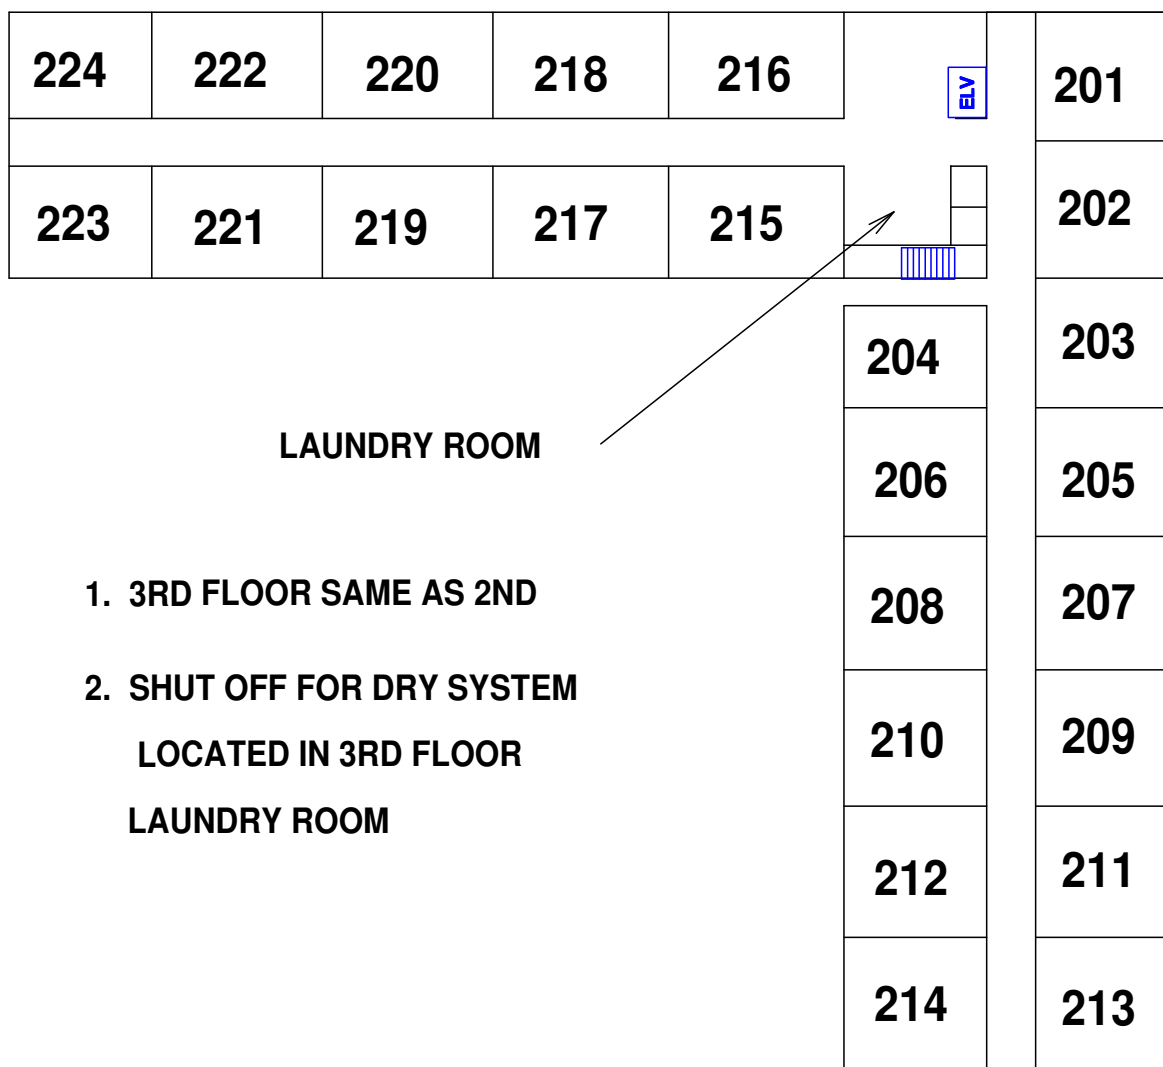 224 222 220 218 216
ELV
201
223 221 219 217 215
202
204 203
LAUNDRY ROOM
206 205
1. 3RD FLOOR SAME AS 2ND
208 207
2. SHUT OFF FOR DRY SYSTEM
LOCATED IN 3RD FLOOR
LAUNDRY ROOM
210 209
212 211
214 213